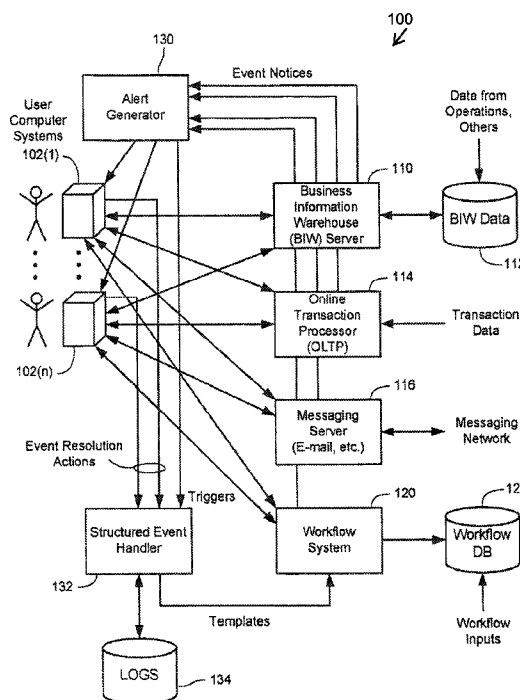 100
130
Event Notices
Alert
Generator
User
Computer
Systems
102(1)
Data from
Operations,
Others
110
Business
Information
Warehouse
(BIW) Server
BIW Data
114
Online
Transaction
Processor
(OLTP)
Transaction
Data
102(n)
116
Messaging
Server
(E-mail, etc.)
Messaging
Network
Event Resolution
Actions
Triggers
120
Structured Event
Handler
132
Workflow
System
Workflow
DB
Templates
Workflow
Inputs
LOGS
134